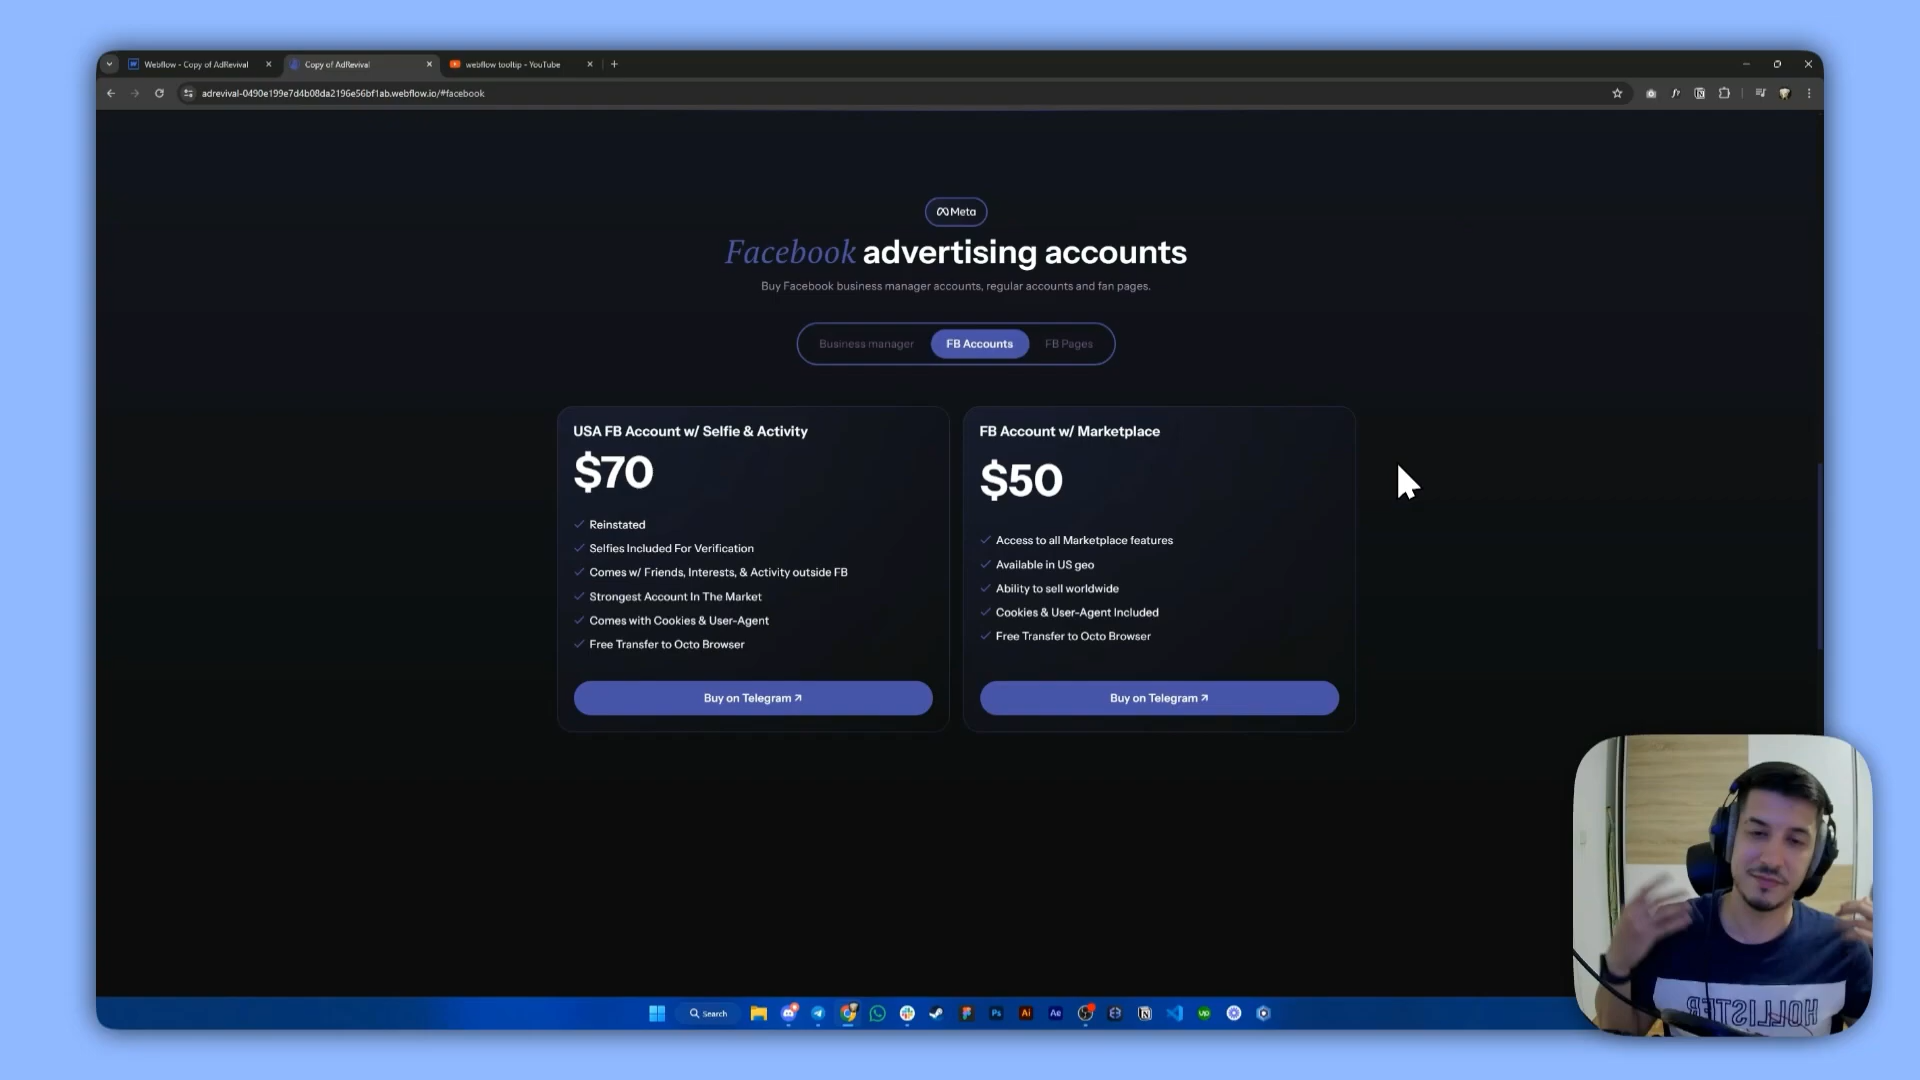 Webflow - Copy of AdRevival
Copy of AdRevival
webflow tooltip - YouTube
adrevival-0490e199e7d4b08da2196e56bf1ab.webflow.io/#facebook
Meta
Facebook advertising accounts
Buy Facebook business manager accounts, regular accounts and fan pages.
Business manager
FB Accounts
FB Pages
USA FB Account w/ Selfie & Activity
$70
Reinstated
Selfies Included For Verification
Comes w/ Friends, Interests, & Activity outside FB
Strongest Account In The Market
Comes with Cookies & User-Agent
Free Transfer to Octo Browser
Buy on Telegram
FB Account w/ Marketplace
$50
Access to all Marketplace features
Available in US geo
Ability to sell worldwide
Cookies & User-Agent Included
Free Transfer to Octo Browser
Buy on Telegram
Search
Ps
Ai
Ae
up
HOLLISTER